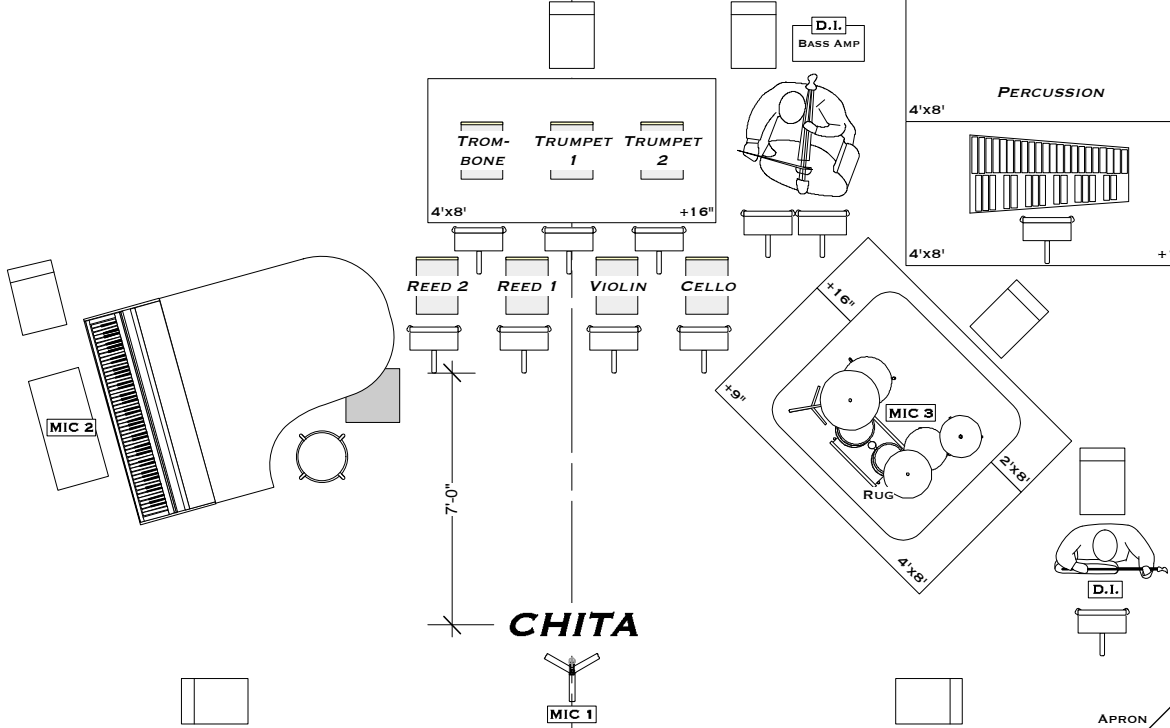 D.I.
BASS AMP
PERCUSSION
4'X8'
TROM-
BONE
TRUMPET
1
TRUMPET
2
4'X8'
+16"
4'X8'
REED 2
REED 1
VIOLIN
CELLO
+16"
+9"
MIC 3
MIC 2
2'X8'
RUG
7'-0"
4'X8'
D.I.
CHITA
MIC 1
APRON